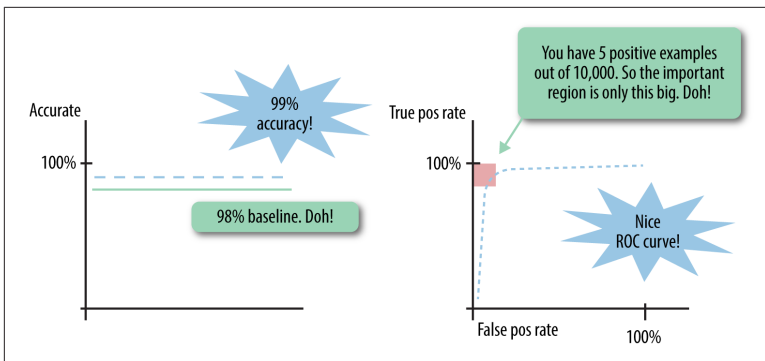 Accurate
100%
99%
accuracy!
98% baseline. Doh!
You have 5 positive examples
out of 10,000. So the important
region is only this big. Doh!
True pos rate
100%
Nice
ROC curve!
False pos rate
100%